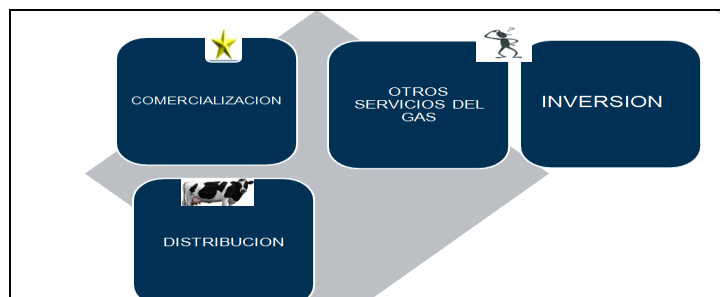 COMERCIALIZACION
OTROS
SERVICIOS DEL
GAS
INVERSION
DISTRIBUCION